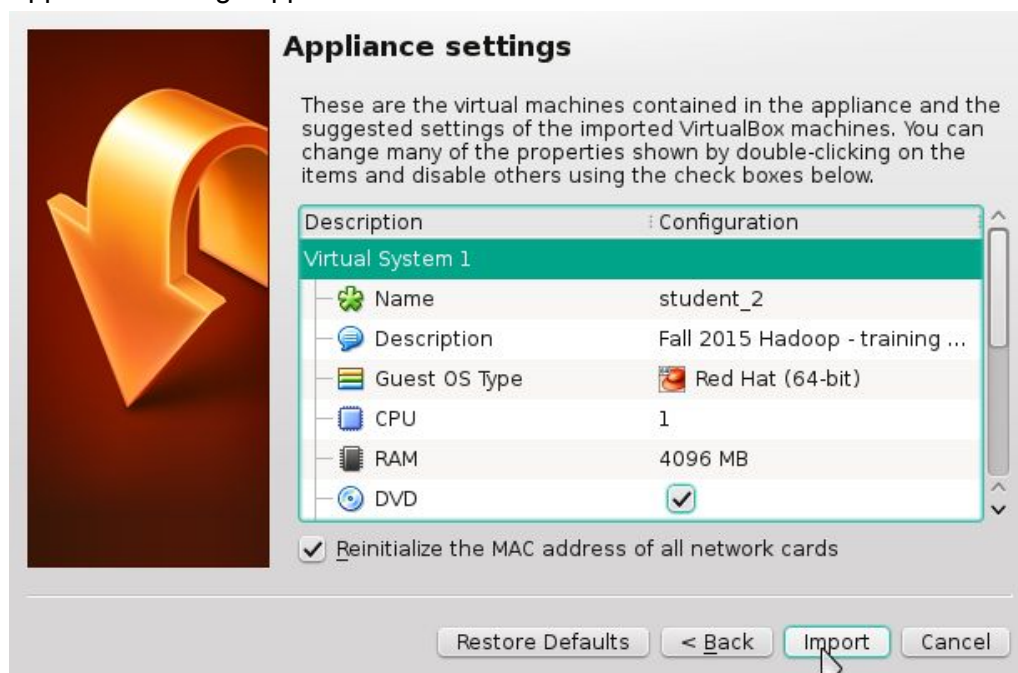 Appliance settings
These are the virtual machines contained in the appliance and the
suggested settings of the imported VirtualBox machines. You can
change many of the properties shown by double-clicking on the
items and disable others using the check boxes below.
Description Configuration
Virtual System 1
Name student_2
Description Fall 2015 Hadoop - training ...
Guest OS Type Red Hat (64-bit)
CPU 1
RAM 4096 MB
DVD
Reinitialize the MAC address of all network cards
Restore Defaults < Back Import Cancel